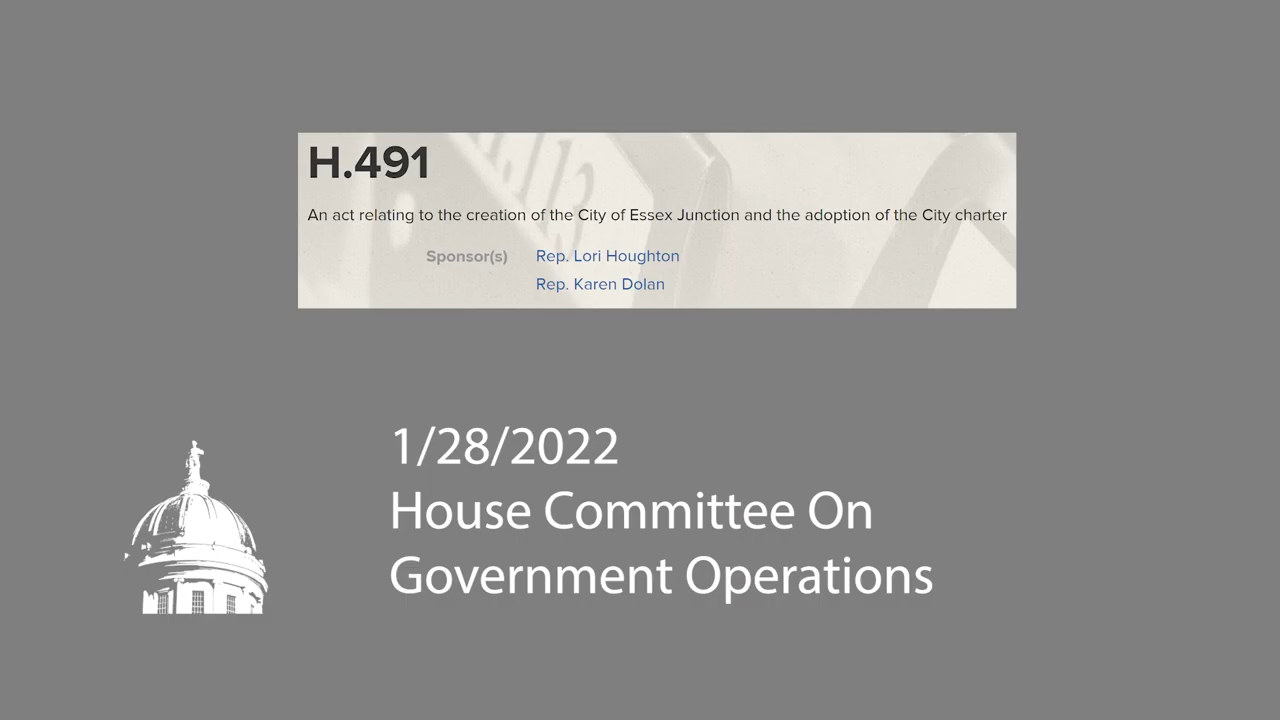 H.491
An act relating to the creation of the City of Essex Junction and the adoption of the City charter
Sponsor(s) Rep. Lori Houghton
Rep. Karen Dolan
1/28/2022
House Committee On
Government Operations